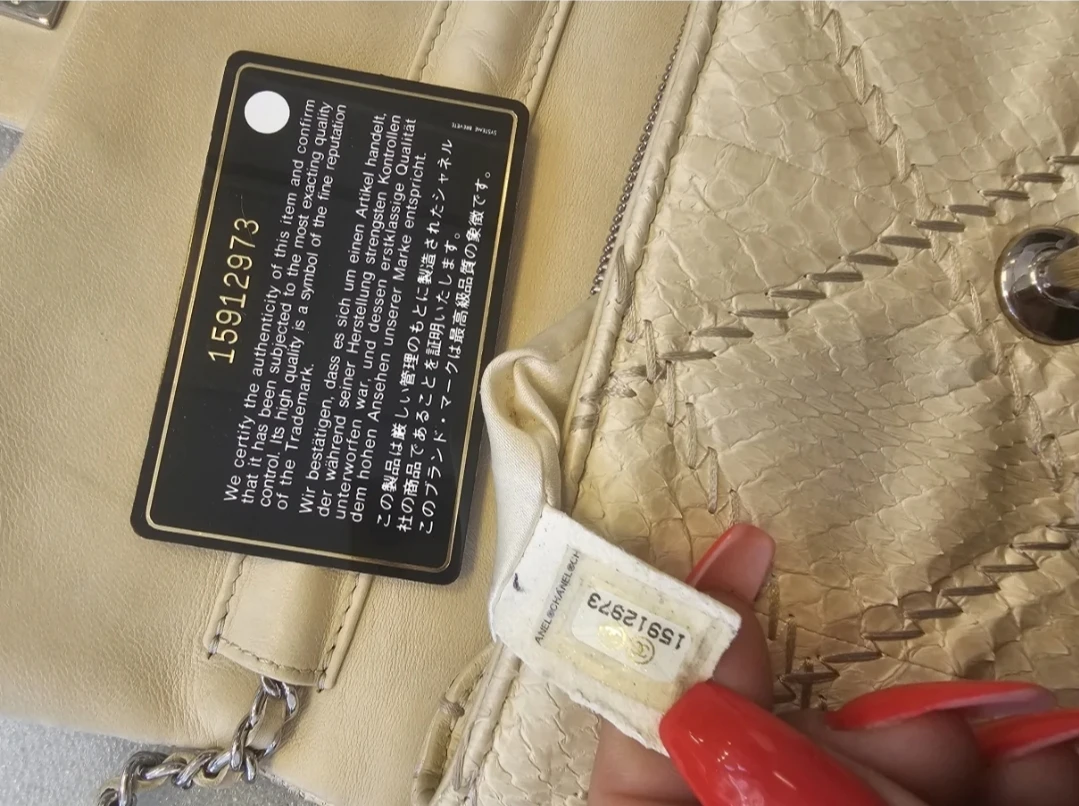 15912973
We certify the authenticity of this item and confirm
that it has been subjected to the most exacting quality
control. Its high quality is a symbol of the fine reputation
of the Trademark.
Wir bestätigen, dass es sich um einen Artikel handelt,
der während seiner Herstellung strengsten Kontrollen
unterworfen war, und dessen erstklassige Qualität
dem hohen Ansehen unserer Marke entspricht.
この製品は厳しい管理のもとに製造されたシャネル
社の商品であることを証明いたします。
このブランド・マークは最高級品質の象徴です。
SYSTEME BREVETE
ANEL®CHANEL®CH
15912973